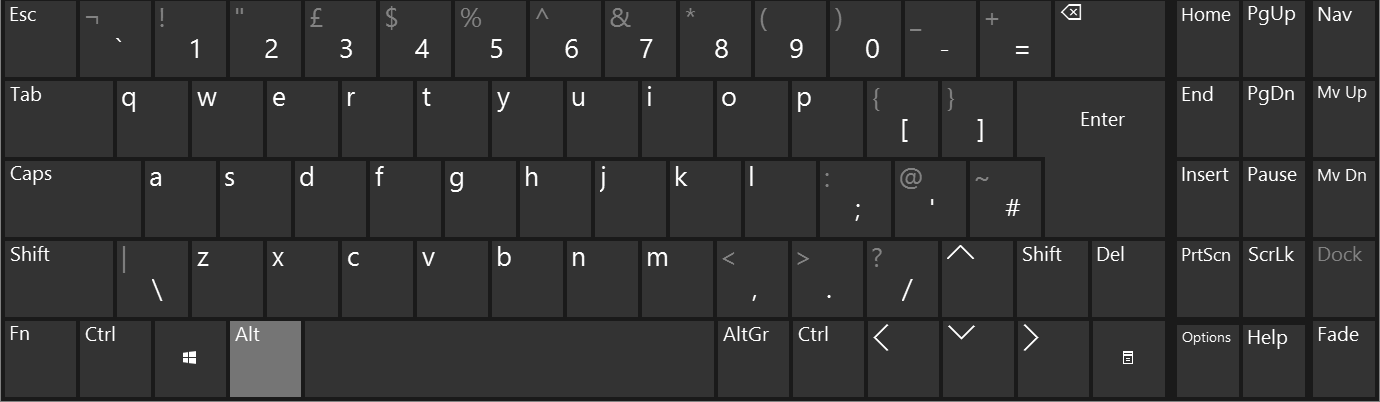 Esc ¬ ` ! 1 " 2 £ 3 $ 4 % 5 ^ 6 & 7 * 8 ( 9 ) 0 _ - + = Home PgUp Nav
Tab q w e r t y u i o p { [ } ] Enter End PgDn Mv Up
Caps a s d f g h j k l : ; @ ' ~ # Insert Pause Mv Dn
Shift | \ z x c v b n m < , > . ? / Shift Del PrtScn ScrLk Dock
Fn Ctrl Alt AltGr Ctrl Options Help Fade